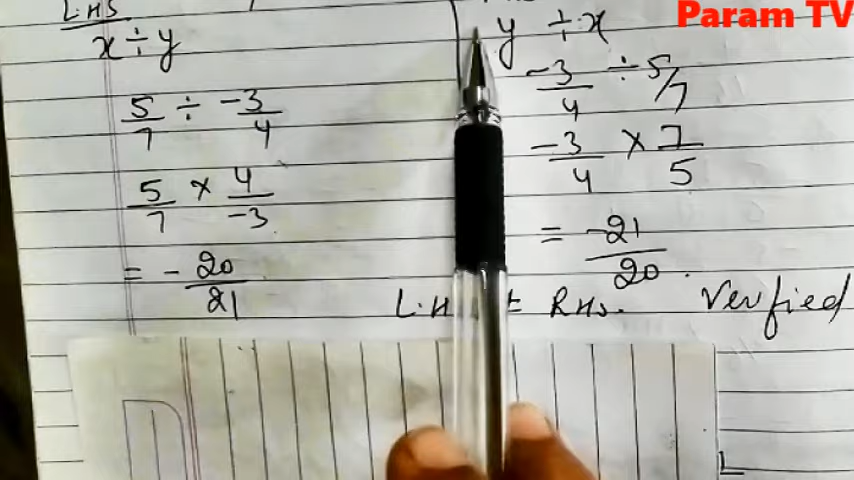 Param TV
L.HS
x ÷ y
5/7 ÷ -3/4
5/7 × 4/-3
= - 20/21
y ÷ x
-3/4 ÷ 5/7
-3/4 × 7/5
= -21/20.
L.H ≠ RHS. Verified